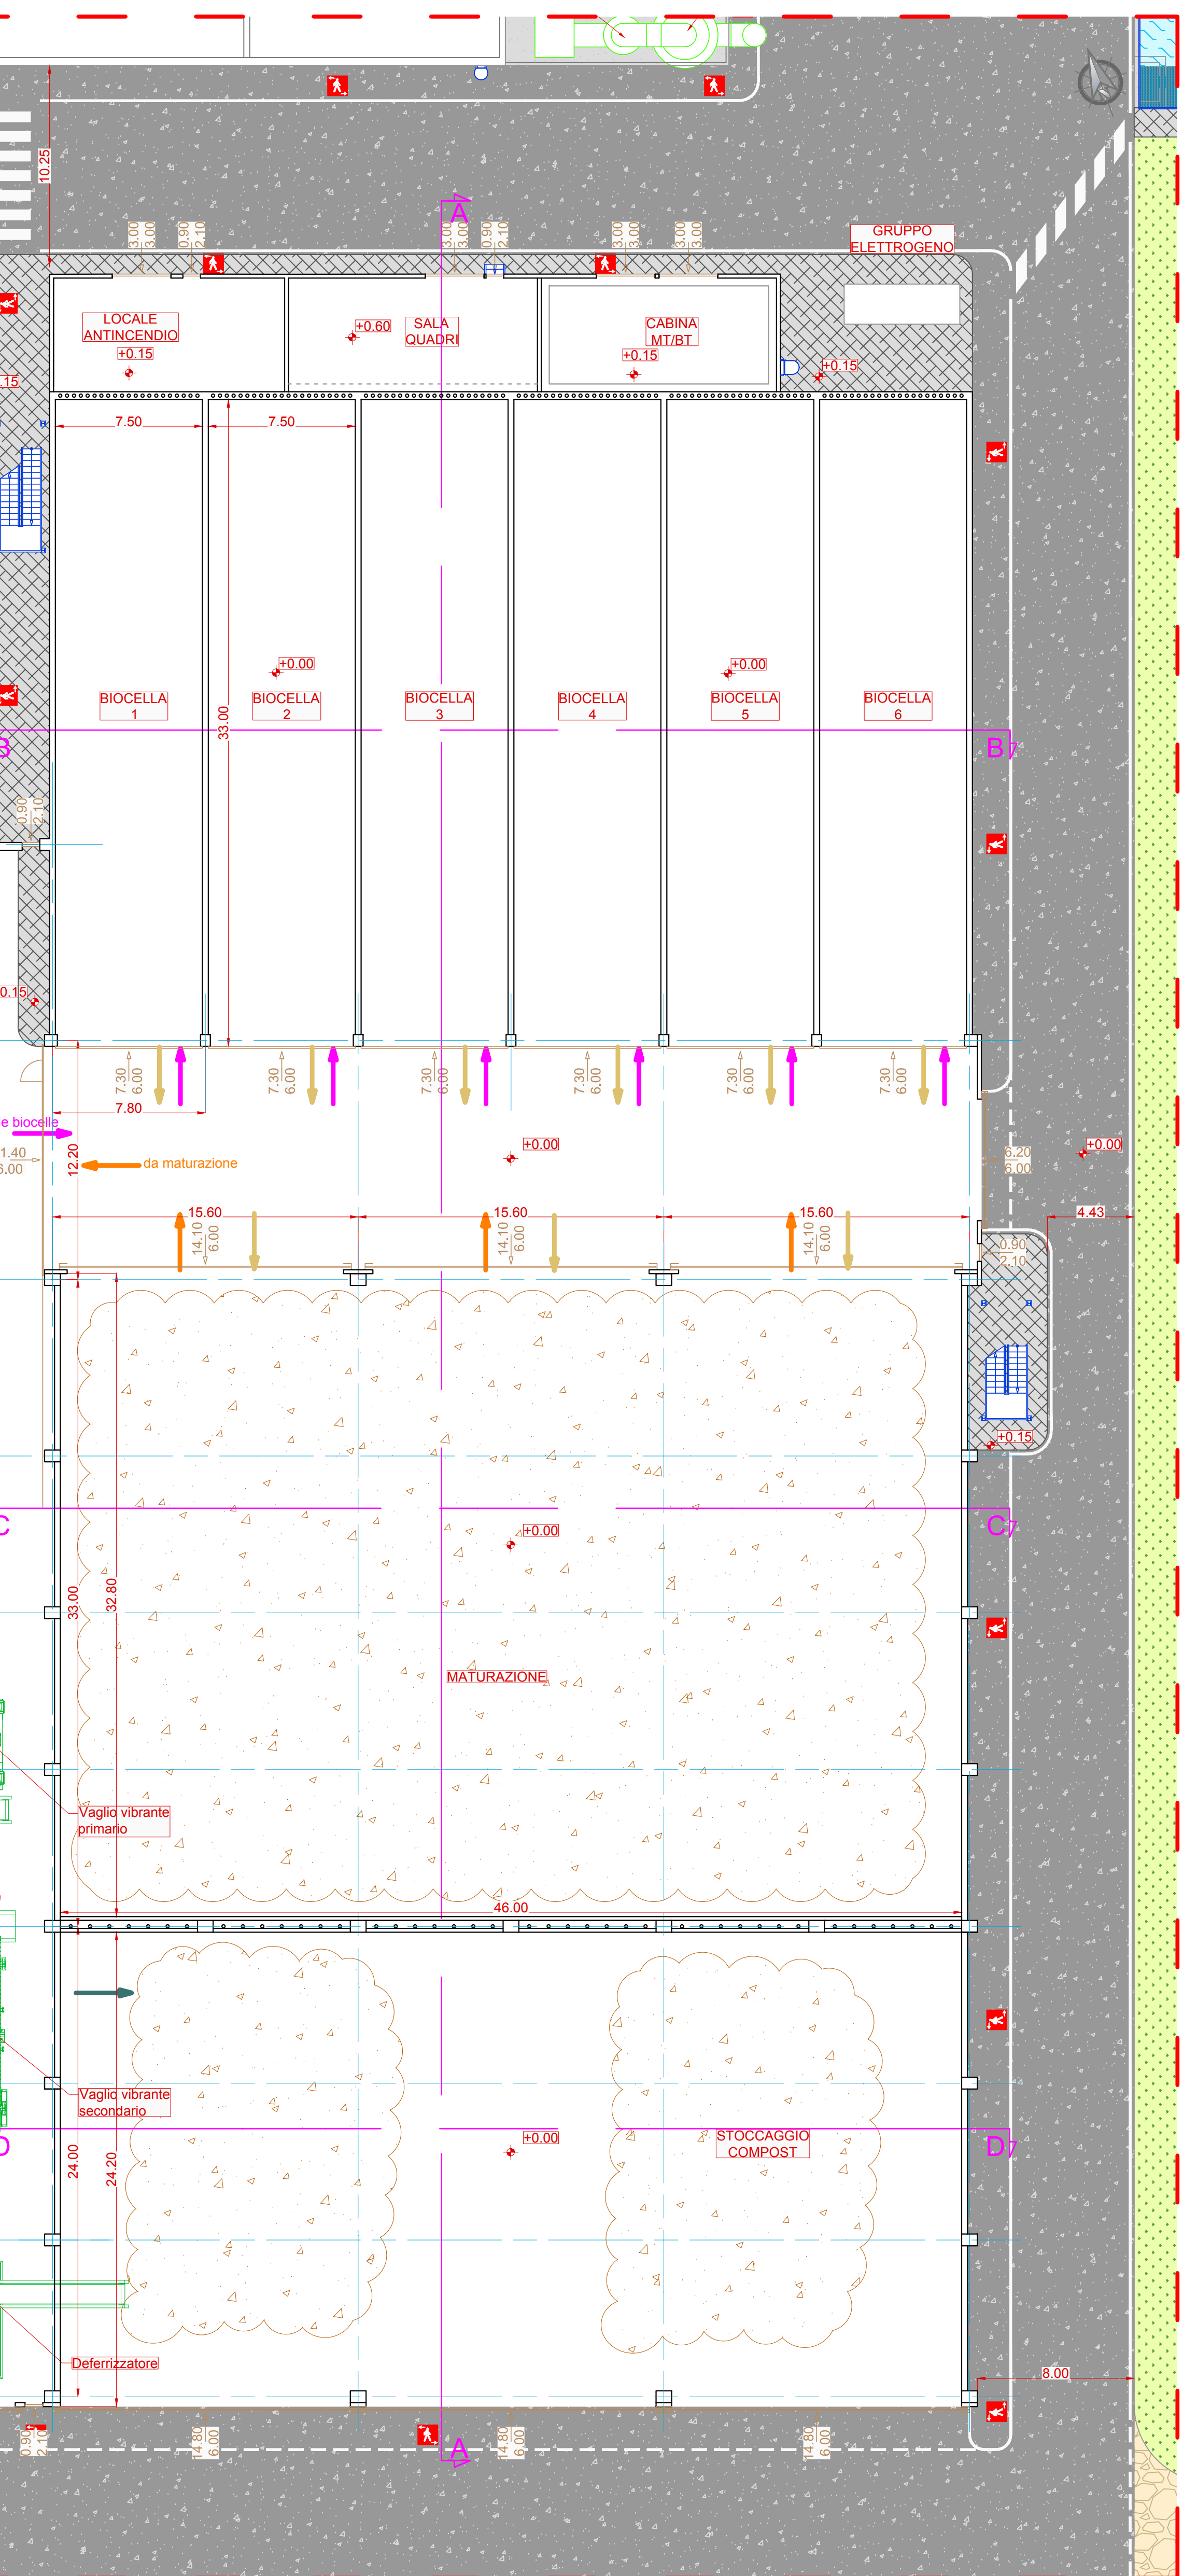 10.25
A
3.00
3.00
0.90
2.10
3.00
3.00
0.90
2.10
3.00
3.00
3.00
3.00
GRUPPO
ELETTROGENO
LOCALE
ANTINCENDIO
+0.15
+0.60
SALA
QUADRI
CABINA
MT/BT
+0.15
+0.15
.15
7.50
7.50
33.00
+0.00
+0.00
BIOCELLA
1
BIOCELLA
2
BIOCELLA
3
BIOCELLA
4
BIOCELLA
5
BIOCELLA
6
B
B
0.90
2.10
0.15
7.30
6.00
7.30
6.00
7.30
6.00
7.30
6.00
7.30
6.00
7.30
6.00
7.80
e biocelle
12.20
1.40
6.00
da maturazione
+0.00
6.20
6.00
+0.00
15.60
15.60
15.60
4.43
14.10
6.00
14.10
6.00
14.10
6.00
0.90
2.10
+0.15
C
+0.00
C
33.00
32.80
MATURAZIONE
Vaglio vibrante
primario
46.00
Vaglio vibrante
secondario
D
+0.00
STOCCAGGIO
COMPOST
D
24.00
24.20
Deferrizzatore
8.00
0.90
2.10
14.80
6.00
A
14.80
6.00
14.80
6.00